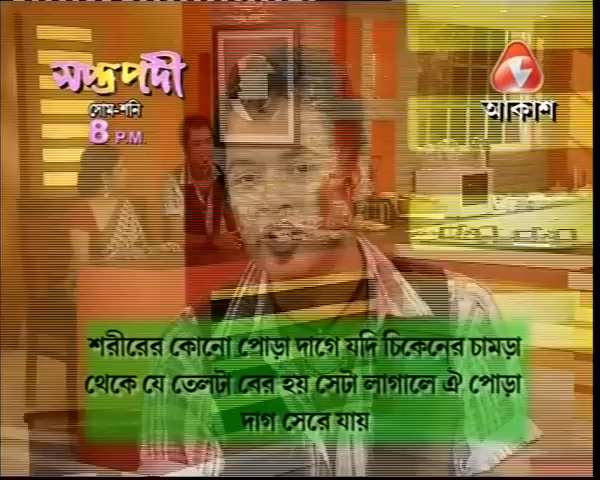 সপ্তপদী
সোম-শনি
8 P.M.
আকাশ
শরীরের কোনো পোড়া দাগে যদি চিকেনের চামড়া
থেকে যে তেলটা বের হয় সেটা লাগালে ঐ পোড়া
দাগ সেরে যায়